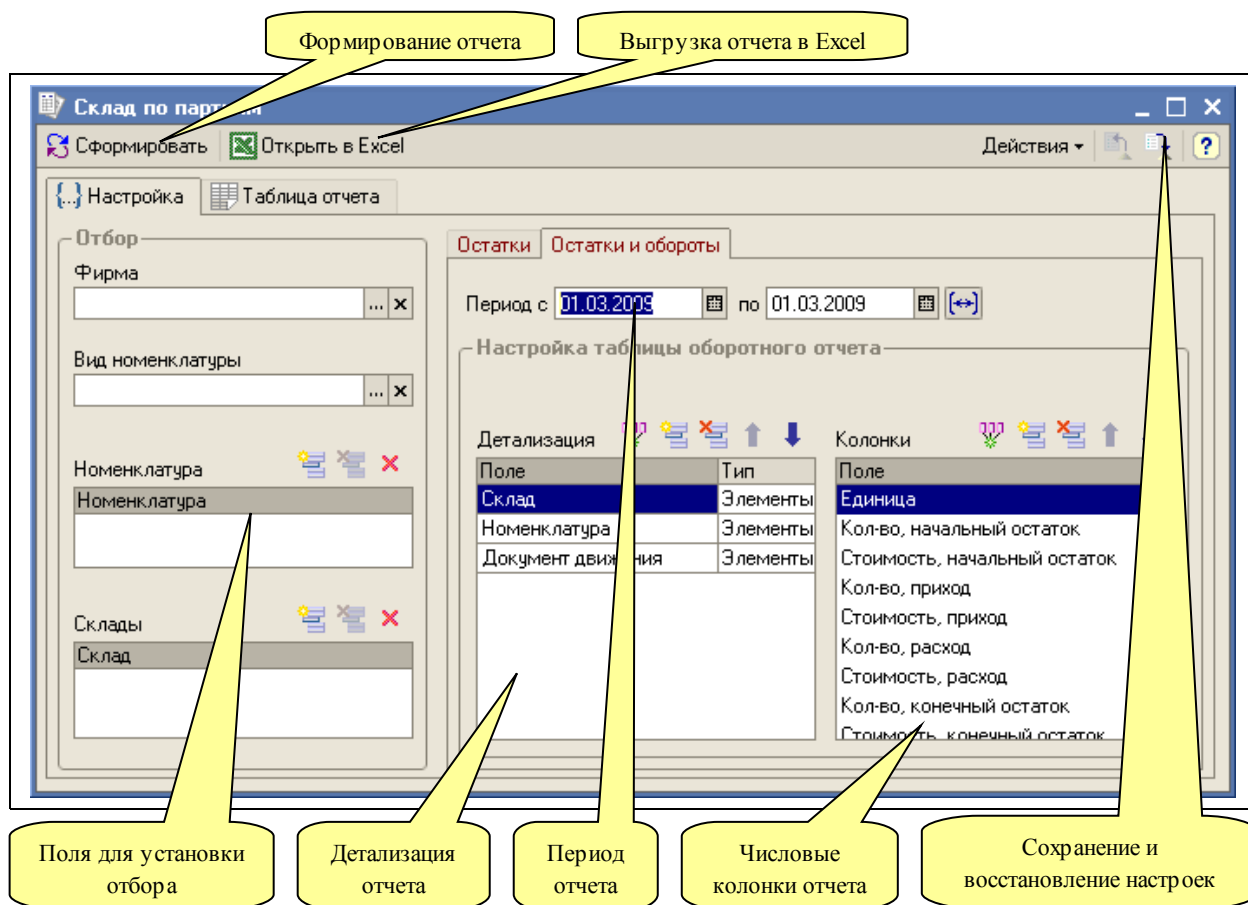 Формирование отчета
Выгрузка отчета в Excel
Склад по партиям
Сформировать
Открыть в Excel
Действия
?
{...} Настройка
Таблица отчета
Отбор
Фирма
... x
Вид номенклатуры
... x
Номенклатура
Номенклатура
Склады
Склад
Остатки
Остатки и обороты
Период с 01.03.2009 по 01.03.2009
Настройка таблицы оборотного отчета
Детализация
Поле Тип
Склад Элементы
Номенклатура Элементы
Документ движения Элементы
Колонки
Поле
Единица
Кол-во, начальный остаток
Стоимость, начальный остаток
Кол-во, приход
Стоимость, приход
Кол-во, расход
Стоимость, расход
Кол-во, конечный остаток
Стоимость, конечный остаток
Поля для установки
отбора
Детализация
отчета
Период
отчета
Числовые
колонки отчета
Сохранение и
восстановление настроек